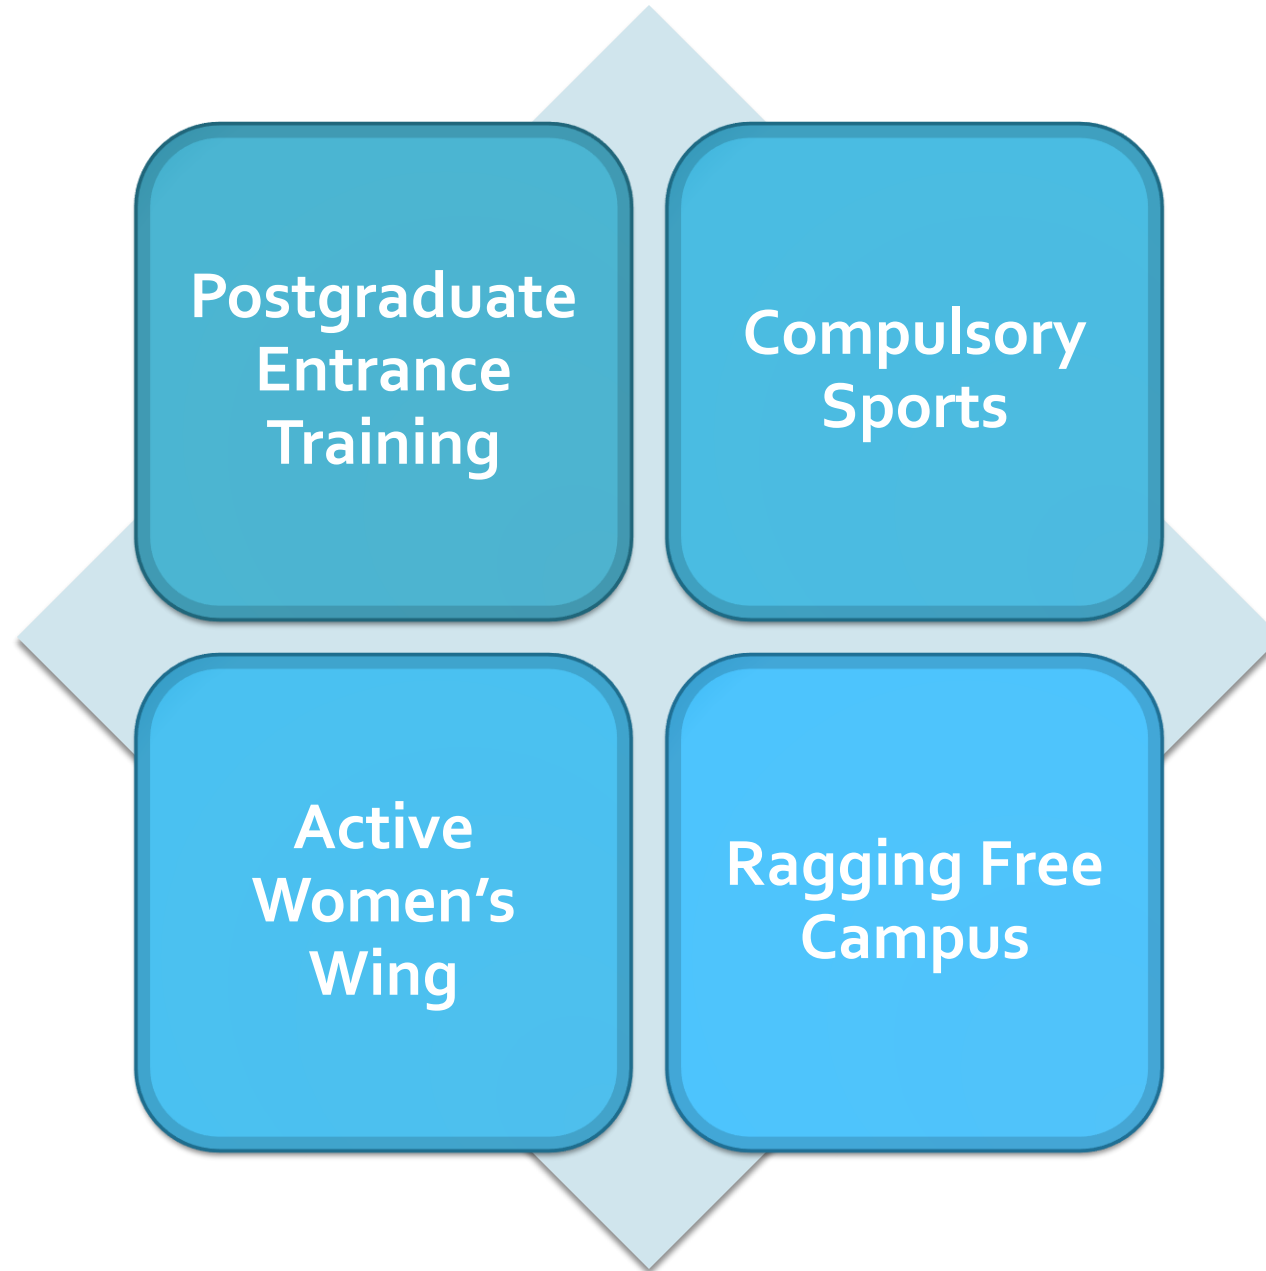 Postgraduate
Entrance
Training
Compulsory
Sports
Active
Women’s
Wing
Ragging Free
Campus